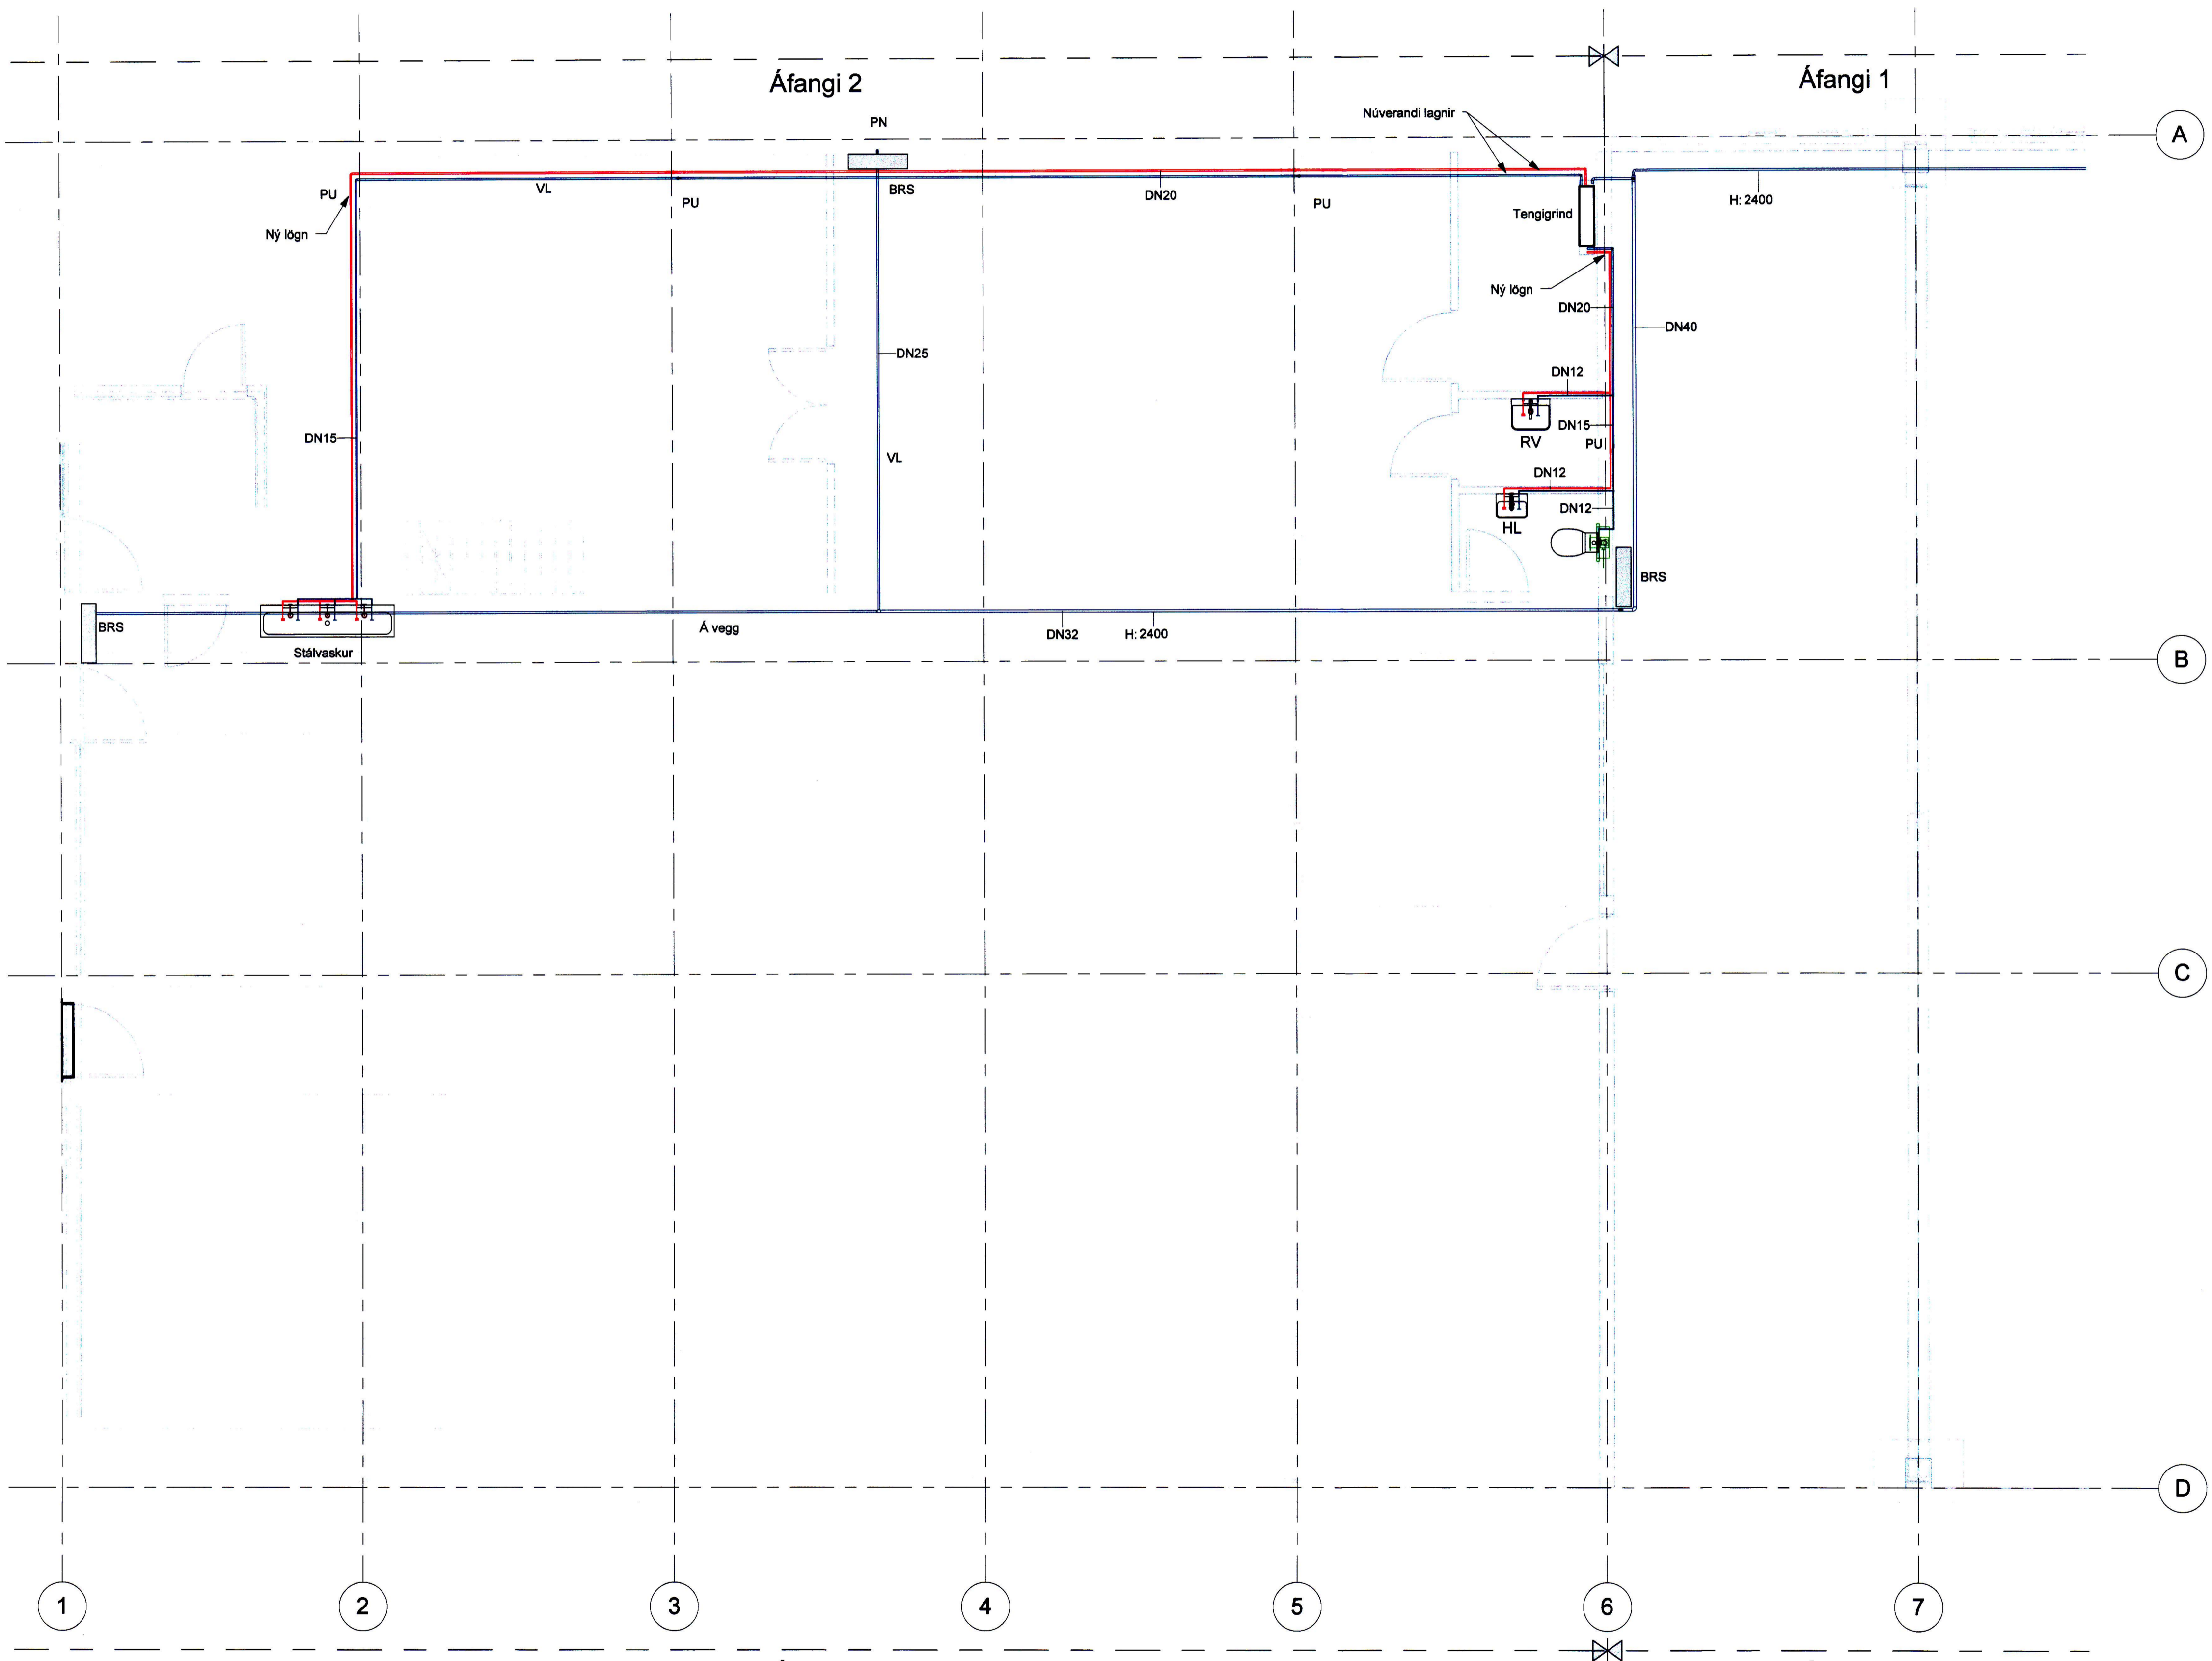 Áfangi 2
Áfangi 1
Núverandi lagnir
PN
A
PU
VL
PU
BRS
DN20
PU
Tengigrind
H: 2400
Ný lögn
Ný lögn
DN20
DN40
DN25
DN12
DN15
RV
DN15
PU
VL
DN12
DN12
HL
BRS
BRS
Stálvaskur
Á vegg
DN32
H: 2400
B
C
D
1
2
3
4
5
6
7